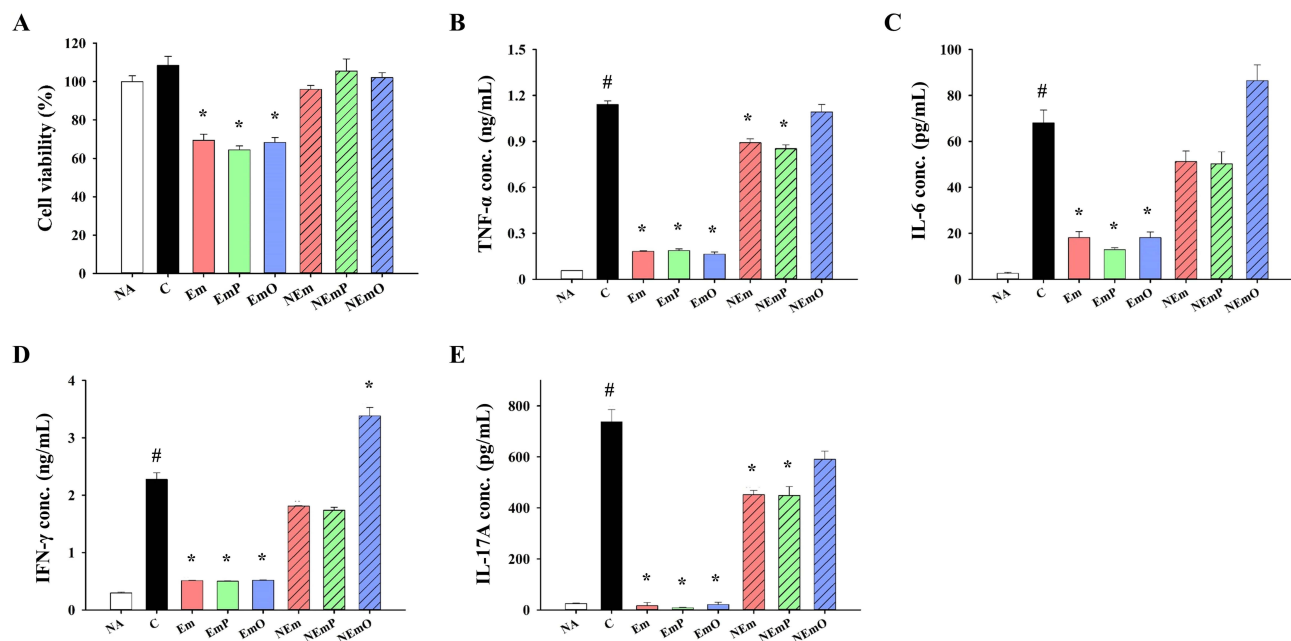 A
Cell viability (%)
120
100
80
60
40
20
0
* * *
NA C Em EmP EmO NEm NEmP NEmO
B
TNF-α conc. (ng/mL)
1.5
1.2
0.9
0.6
0.3
0
#
* * * * *
NA C Em EmP EmO NEm NEmP NEmO
C
IL-6 conc. (pg/mL)
100
80
60
40
20
0
#
* * *
NA C Em EmP EmO NEm NEmP NEmO
D
IFN-γ conc. (ng/mL)
4
3
2
1
0
#
* * * *
NA C Em EmP EmO NEm NEmP NEmO
E
IL-17A conc. (pg/mL)
800
600
400
200
0
#
* * * * *
NA C Em EmP EmO NEm NEmP NEmO